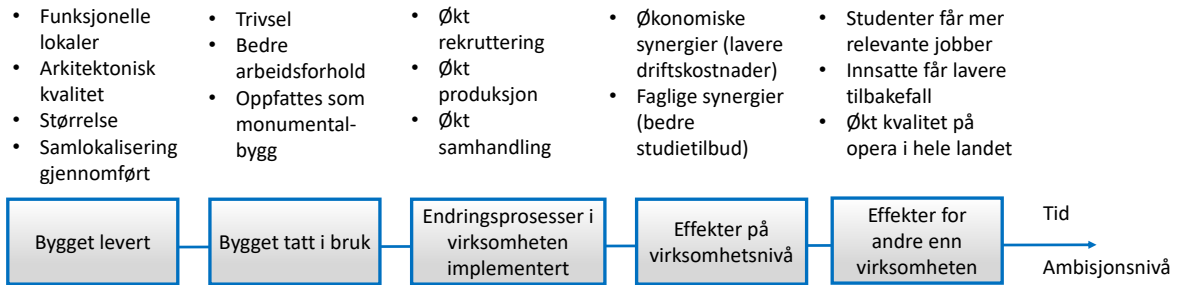 • Funksjonelle
lokaler
• Arkitektonisk
kvalitet
• Størrelse
• Samlokalisering
gjennomført
• Trivsel
• Bedre
arbeidsforhold
• Oppfattes som
monumental-
bygg
• Økt
rekruttering
• Økt
produksjon
• Økt
samhandling
• Økonomiske
synergier (lavere
driftskostnader)
• Faglige synergier
(bedre
studietilbud)
• Studenter får mer
relevante jobber
• Innsatte får lavere
tilbakefall
• Økt kvalitet på
opera i hele landet
Bygget levert
Bygget tatt i bruk
Endringsprosesser i
virksomheten
implementert
Effekter på
virksomhetsnivå
Effekter for
andre enn
virksomheten
Tid
Ambisjonsnivå